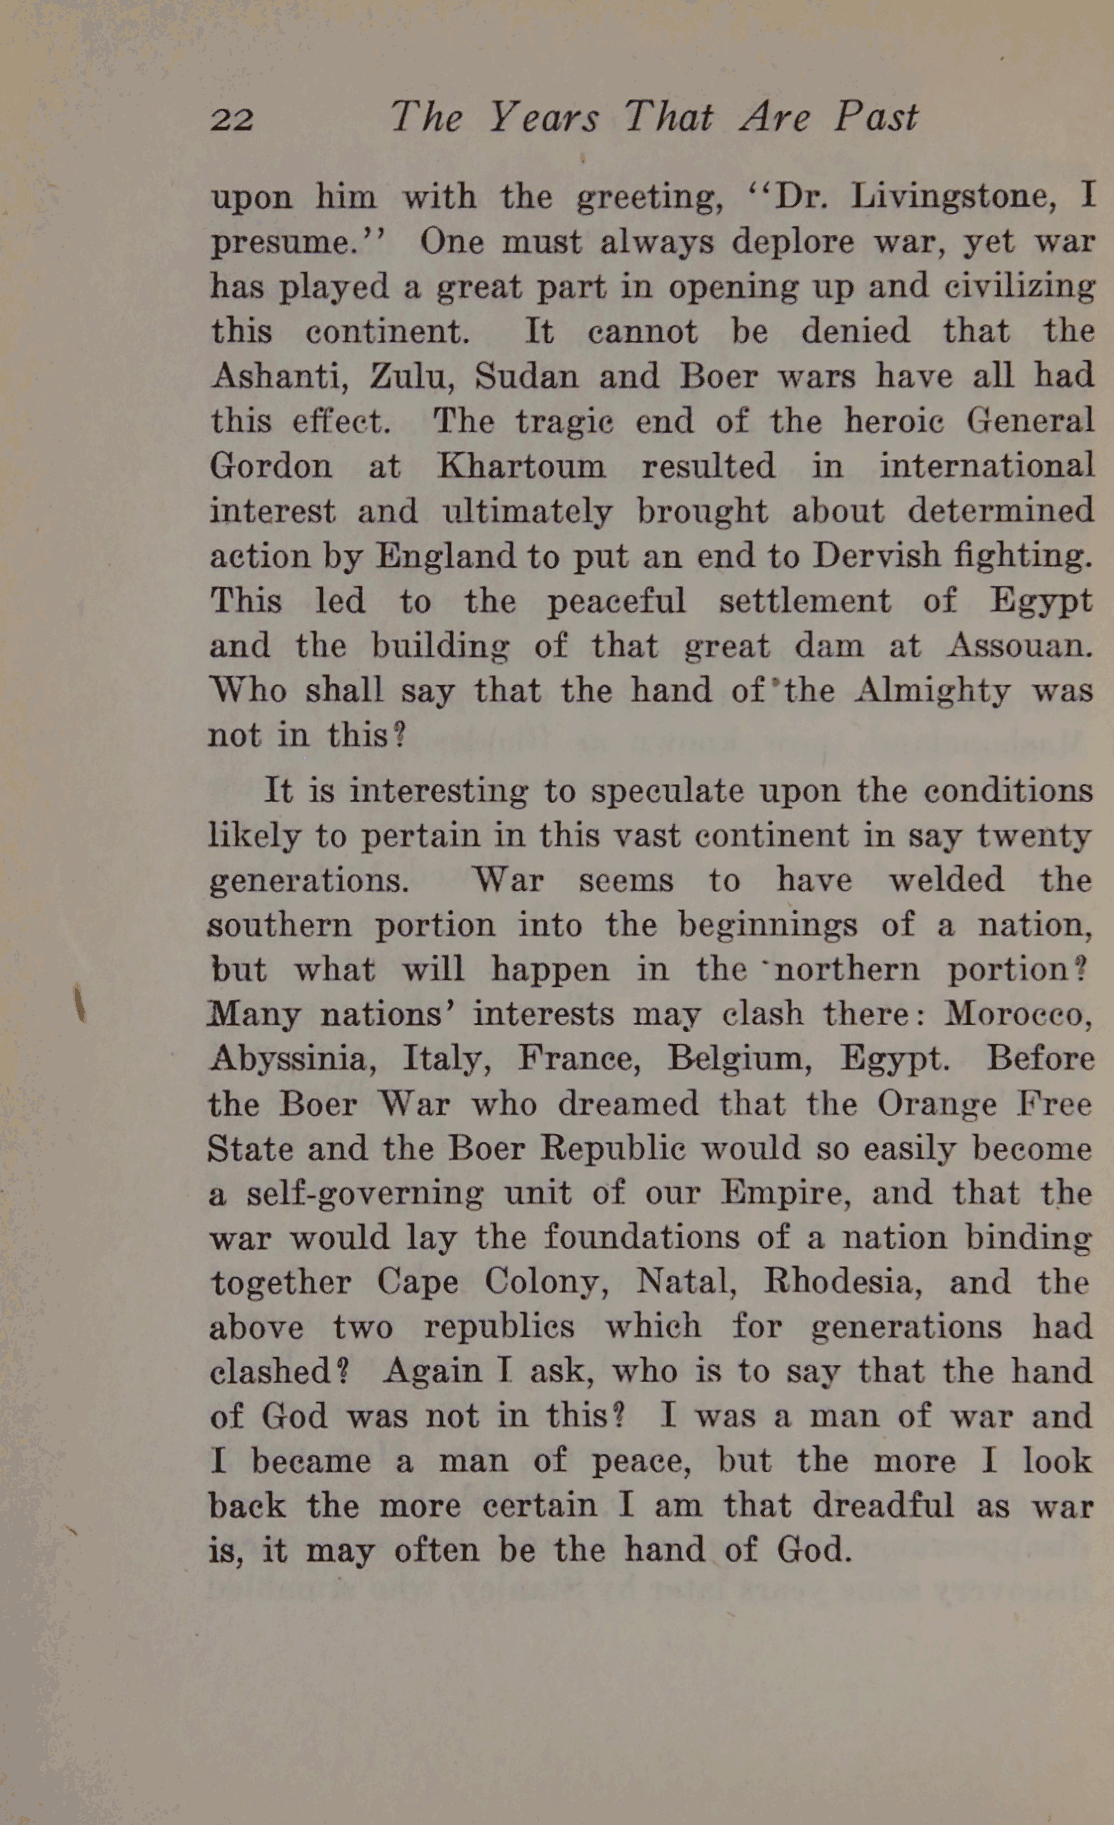 22 The Years That Are Past
upon him with the greeting, ‘‘Dr. Livingstone, I
presume.’’ One must always deplore war, yet war
has played a great part in opening up and civilizing
this continent. It cannot be denied that the
Ashanti, Zulu, Sudan and Boer wars have all had
this effect. The tragic end of the heroic General
Gordon at Khartoum resulted in international
interest and ultimately brought about determined
action by England to put an end to Dervish fighting.
This led to the peaceful settlement of Egypt
and the building of that great dam at Assouan.
Who shall say that the hand of the Almighty was
not in this?
It is interesting to speculate upon the conditions
likely to pertain in this vast continent in say twenty
generations. War seems to have welded the
southern portion into the beginnings of a nation,
but what will happen in the northern portion?
Many nations’ interests may clash there: Morocco,
Abyssinia, Italy, France, Belgium, Egypt. Before
the Boer War who dreamed that the Orange Free
State and the Boer Republic would so easily become
a self-governing unit of our Empire, and that the
war would lay the foundations of a nation binding
together Cape Colony, Natal, Rhodesia, and the
above two republics which for generations had
clashed? Again I ask, who is to say that the hand
of God was not in this? I was a man of war and
I became a man of peace, but the more I look
back the more certain I am that dreadful as war
is, it may often be the hand of God.